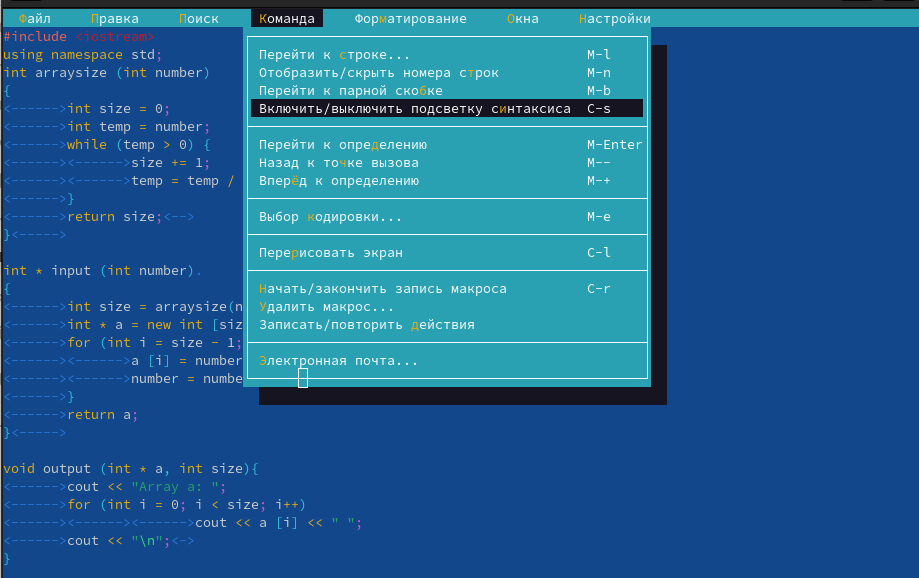 Файл Правка Поиск Команда Форматирование Окна Настройки
#include <iostream>
using namespace std;
int arraysize (int number)
{
<------>int size = 0;
<------>int temp = number;
<------>while (temp > 0) {
<------><------>size += 1;
<------><------>temp = temp /
<------>}
<------>return size;<-->
}<----->
int * input (int number).
{
<------>int size = arraysize(n
<------>int * a = new int [siz
<------>for (int i = size - 1;
<------><------>a [i] = number
<------><------>number = numbe
<------>}
<------>return a;
}<----->
void output (int * a, int size){
<------>cout << "Array a: ";
<------>for (int i = 0; i < size; i++)
<------><------><------>cout << a [i] << " ";
<------>cout << "\n";<->
}
Перейти к строке... M-l
Отобразить/скрыть номера строк M-n
Перейти к парной скобке M-b
Включить/выключить подсветку синтаксиса C-s
Перейти к определению M-Enter
Назад к точке вызова M--
Вперёд к определению M-+
Выбор кодировки... M-e
Перерисовать экран C-l
Начать/закончить запись макроса C-r
Удалить макрос...
Записать/повторить действия
Электронная почта...